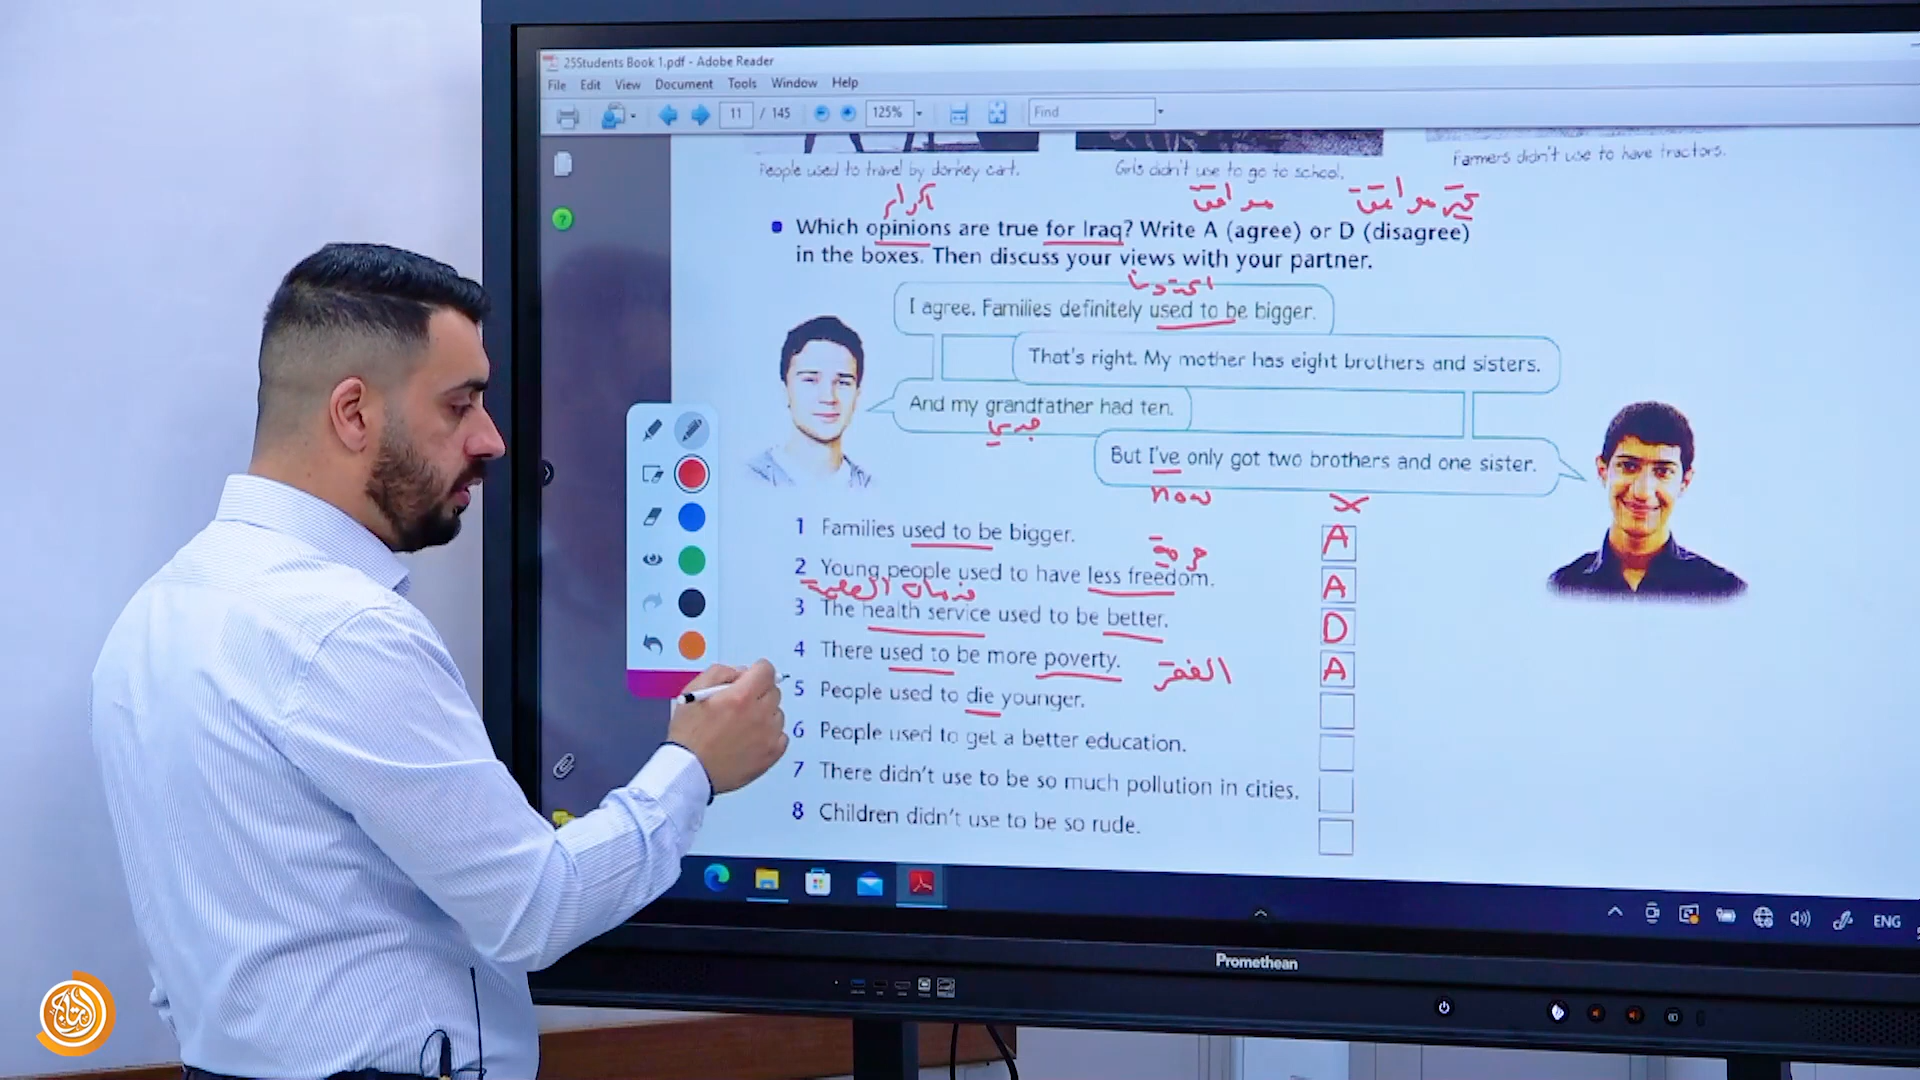 25Students Book 1.pdf - Adobe Reader
File Edit View Document Tools Window Help
11 / 145 125% Find
People used to travel by donkey cart.
Girls didn't use to go to school.
Farmers didn't use to have tractors.
موافق
غير موافق
Which opinions are true for Iraq? Write A (agree) or D (disagree)
in the boxes. Then discuss your views with your partner.
I agree. Families definitely used to be bigger.
That's right. My mother has eight brothers and sisters.
And my grandfather had ten.
جدي
But I've only got two brothers and one sister.
now
1 Families used to be bigger. A
2 Young people used to have less freedom. A
3 The health service used to be better. D
4 There used to be more poverty. الفقر A
5 People used to die younger.
6 People used to get a better education.
7 There didn't use to be so much pollution in cities.
8 Children didn't use to be so rude.
ENG
Promethean